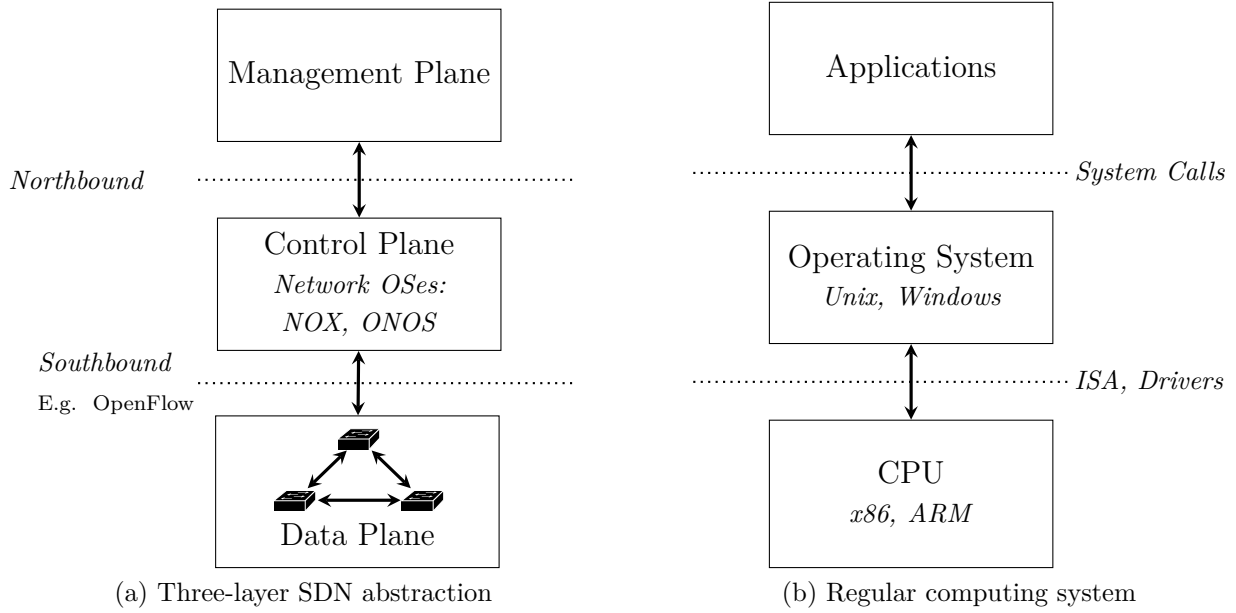 Management Plane
Northbound
Control Plane
Network OSes:
NOX, ONOS
Southbound
E.g. OpenFlow
Data Plane
(a) Three-layer SDN abstraction
Applications
System Calls
Operating System
Unix, Windows
ISA, Drivers
CPU
x86, ARM
(b) Regular computing system